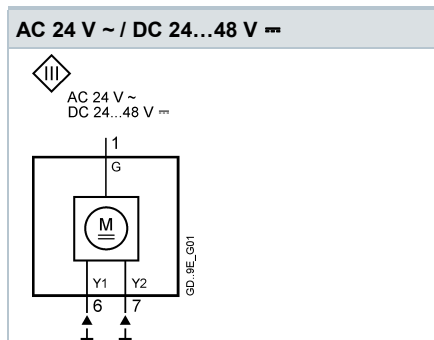 AC 24 V ~ / DC 24...48 V ⎓
III
AC 24 V ~
DC 24...48 V ⎓
1
G
M
Y1 Y2
6 7
GD..9E_G01